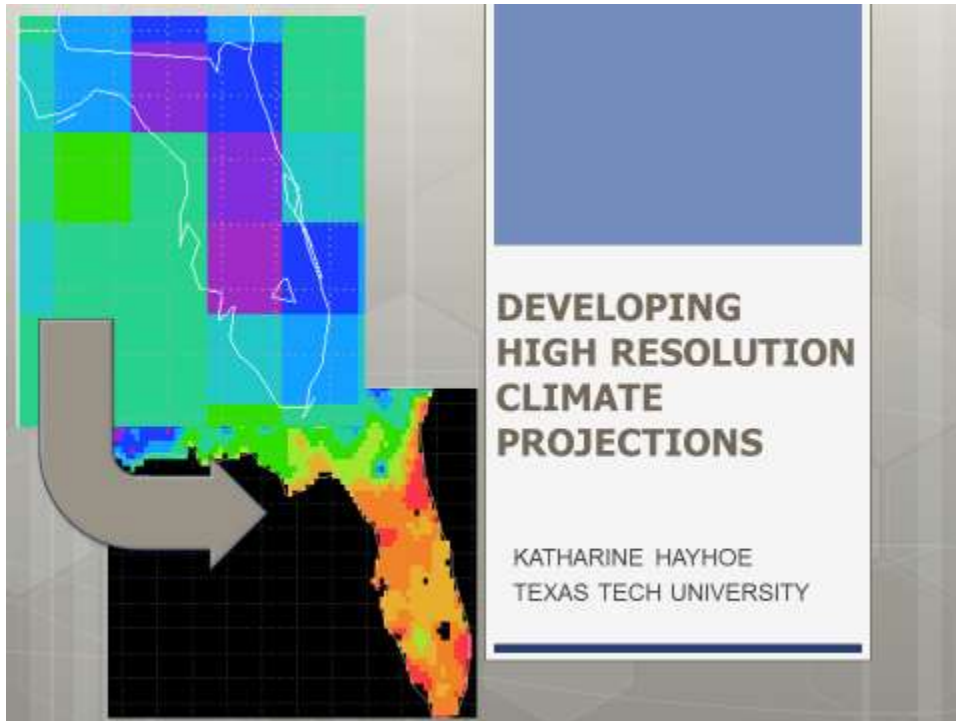 DEVELOPING
HIGH RESOLUTION
CLIMATE
PROJECTIONS
KATHARINE HAYHOE
TEXAS TECH UNIVERSITY